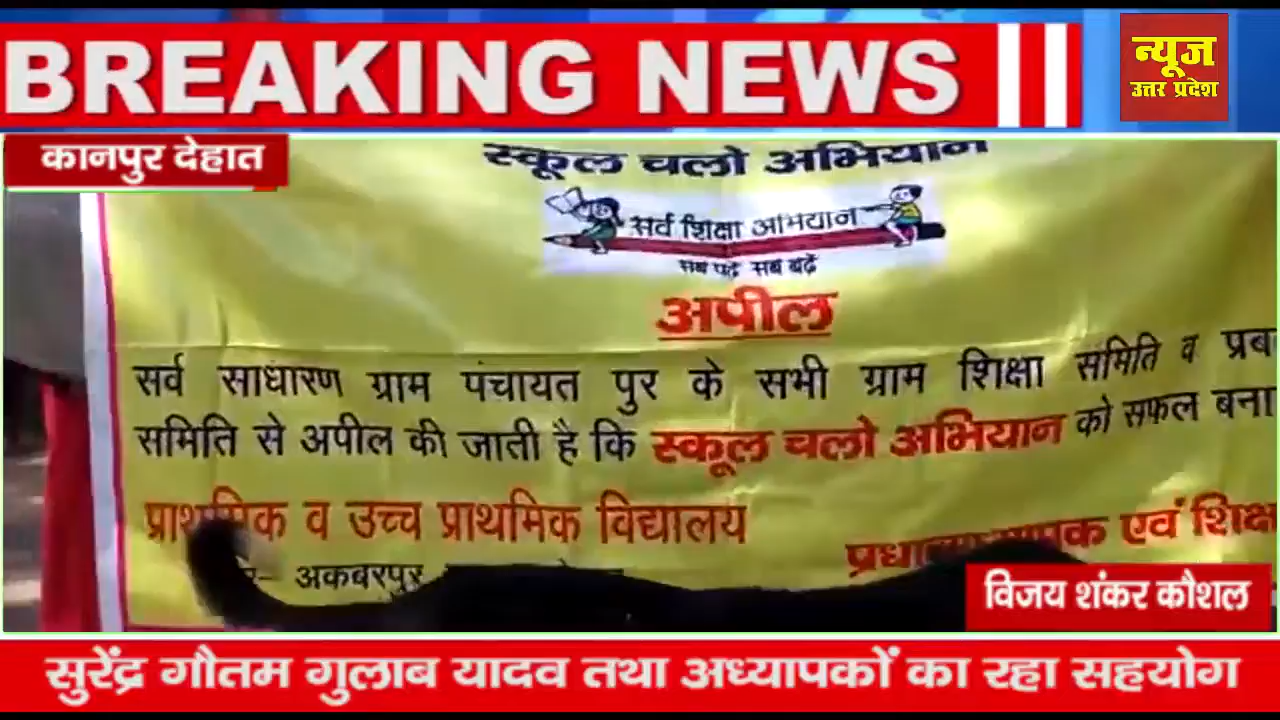 BREAKING NEWS
न्यूज
उत्तर प्रदेश
कानपुर देहात
स्कूल चलो अभियान
सर्व शिक्षा अभियान
सब पढ़ें सब बढ़ें
अपील
सर्व साधारण ग्राम पंचायत पुर के सभी ग्राम शिक्षा समिति व प्रब
समिति से अपील की जाती है कि स्कूल चलो अभियान को सफल बना
प्राथमिक व उच्च प्राथमिक विद्यालय
अकबरपुर
एवं शिक्ष
विजय शंकर कौशल
सुरेंद्र गौतम गुलाब यादव तथा अध्यापकों का रहा सहयोग